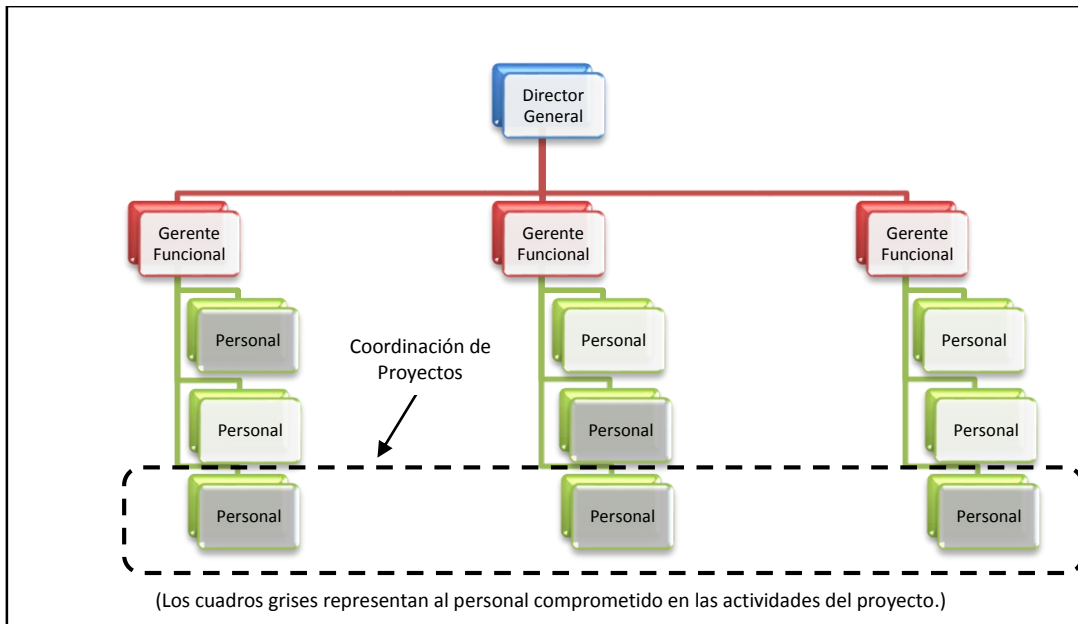 Director
General
Gerente
Funcional
Gerente
Funcional
Gerente
Funcional
Personal
Personal
Personal
Coordinación de
Proyectos
Personal
Personal
Personal
Personal
Personal
Personal
(Los cuadros grises representan al personal comprometido en las actividades del proyecto.)